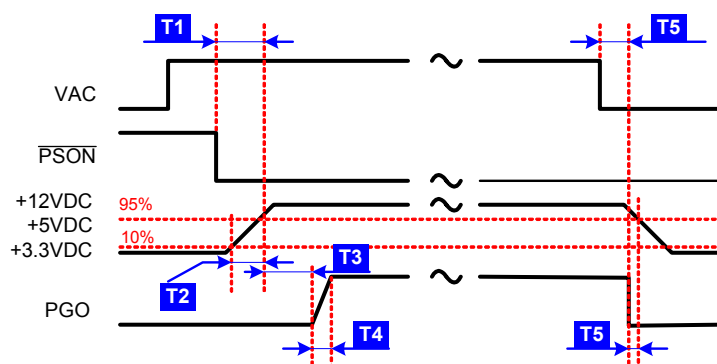 T1
T5
VAC
PSON
+12VDC
95%
+5VDC
10%
+3.3VDC
T3
T2
PGO
T4
T5